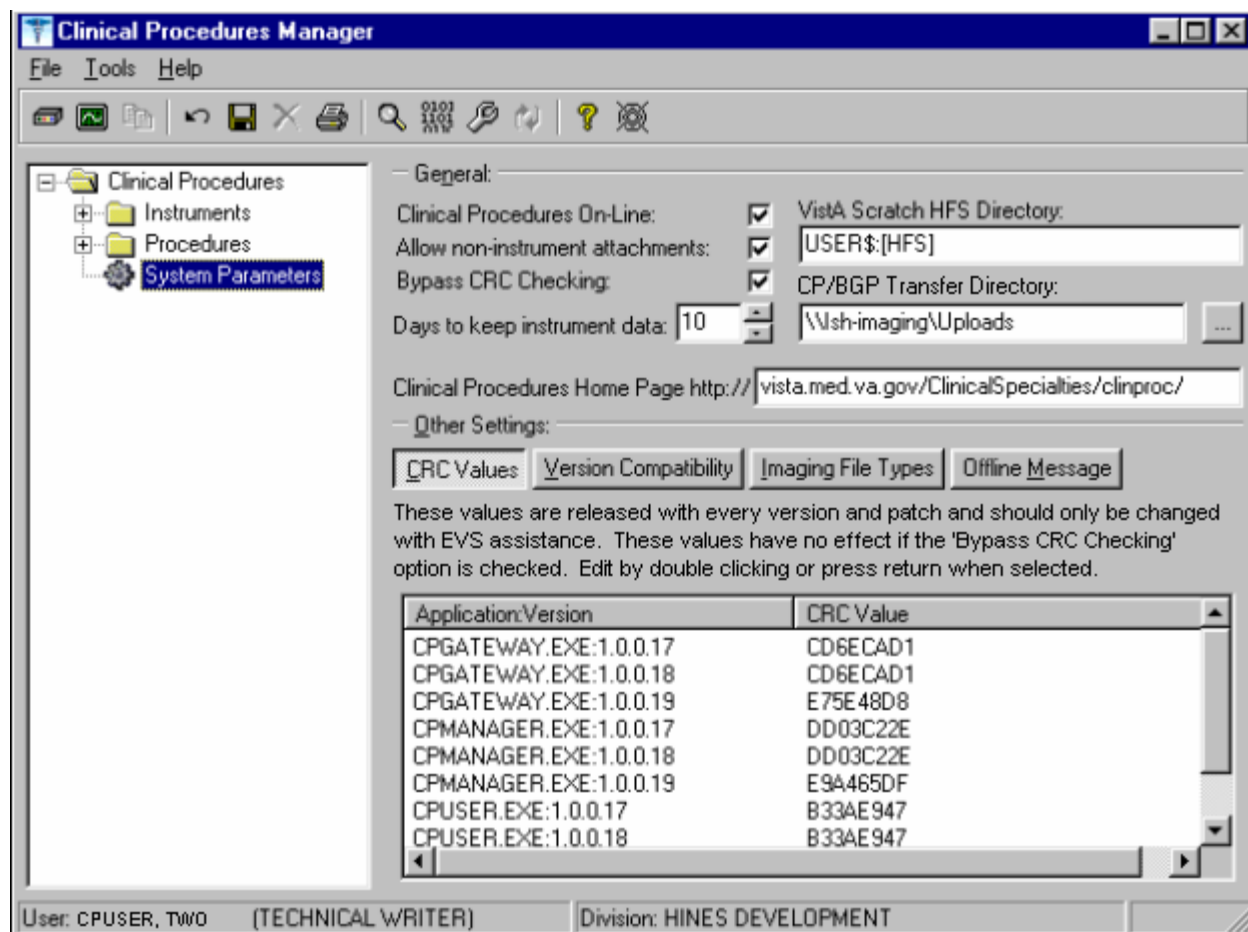 Clinical Procedures Manager
File Tools Help
Clinical Procedures
Instruments
Procedures
System Parameters
General:
Clinical Procedures On-Line:
Allow non-instrument attachments:
Bypass CRC Checking:
Days to keep instrument data: 10
VistA Scratch HFS Directory:
USER$:[HFS]
CP/BGP Transfer Directory:
\\Ish-imaging\Uploads
...
Clinical Procedures Home Page http:// vista.med.va.gov/ClinicalSpecialties/clinproc/
Other Settings:
CRC Values Version Compatibility Imaging File Types Offline Message
These values are released with every version and patch and should only be changed
with EVS assistance. These values have no effect if the 'Bypass CRC Checking'
option is checked. Edit by double clicking or press return when selected.
Application:Version CRC Value
CPGATEWAY.EXE:1.0.0.17 CD6ECAD1
CPGATEWAY.EXE:1.0.0.18 CD6ECAD1
CPGATEWAY.EXE:1.0.0.19 E75E48D8
CPMANAGER.EXE:1.0.0.17 DD03C22E
CPMANAGER.EXE:1.0.0.18 DD03C22E
CPMANAGER.EXE:1.0.0.19 E9A465DF
CPUSER.EXE:1.0.0.17 B33AE947
CPUSER.EXE:1.0.0.18 B33AE947
User: CPUSER, TWO (TECHNICAL WRITER) Division: HINES DEVELOPMENT